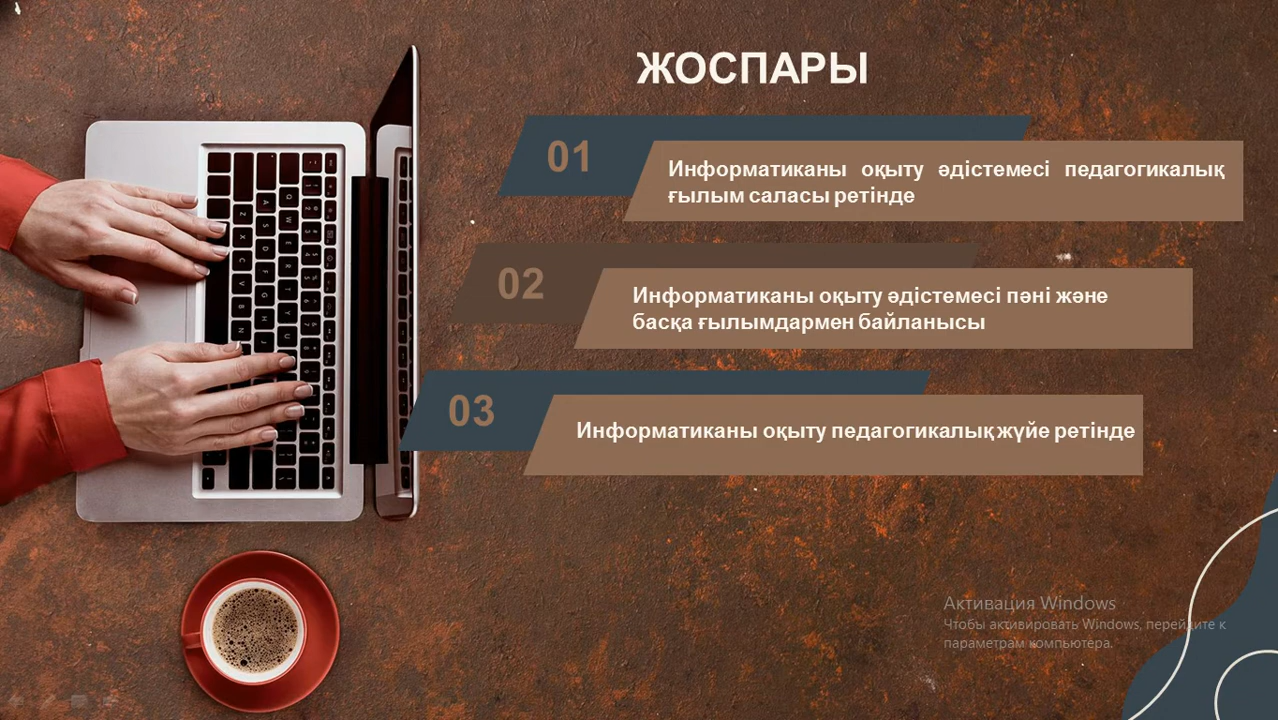 ЖОСПАРЫ
01
Информатиканы оқыту әдістемесі педагогикалық
ғылым саласы ретінде
02
Информатиканы оқыту әдістемесі пәні және
басқа ғылымдармен байланысы
03
Информатиканы оқыту педагогикалық жүйе ретінде
Активация Windows
Чтобы активировать Windows, перейдите к
параметрам компьютера.